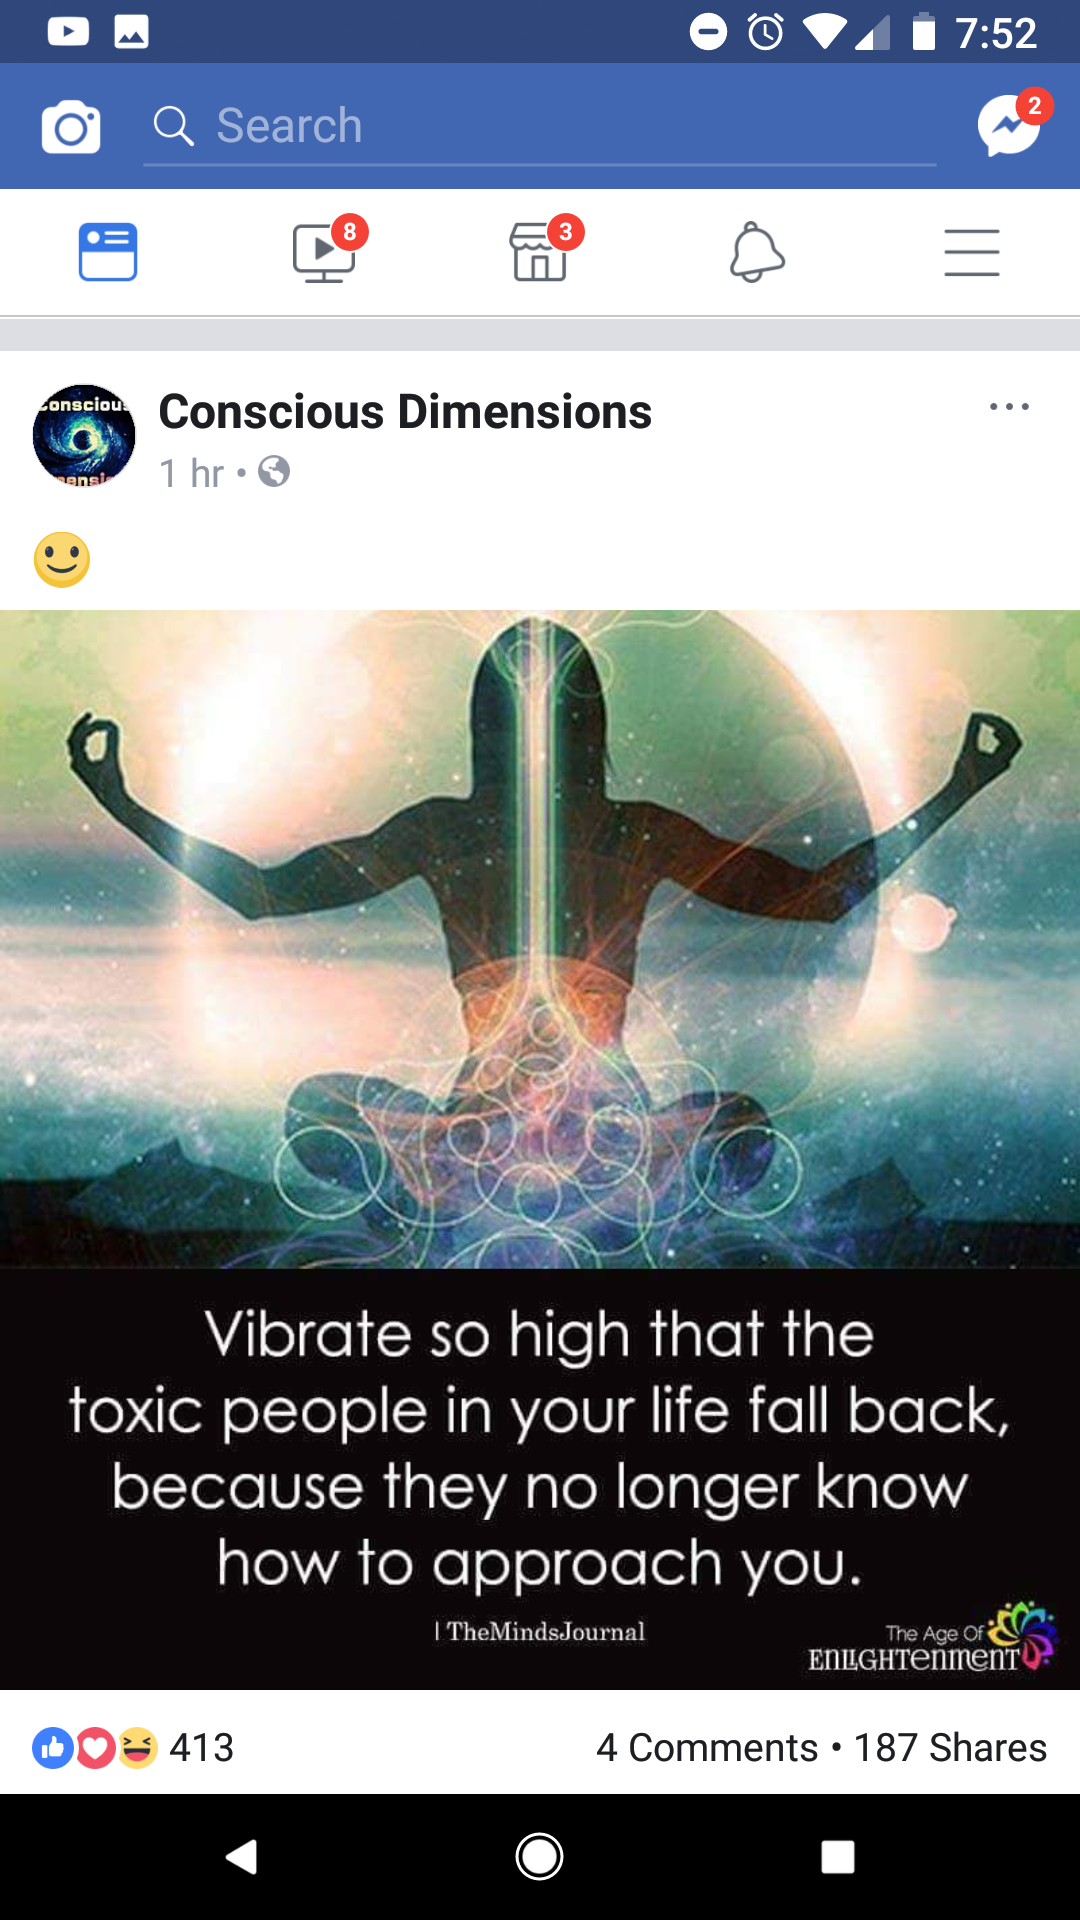 7:52
Search
2
8
3
Conscious Dimensions
1 hr •
Vibrate so high that the
toxic people in your life fall back,
because they no longer know
how to approach you.
| TheMindsJournal
The Age Of
ENLIGHTenment
413
4 Comments • 187 Shares